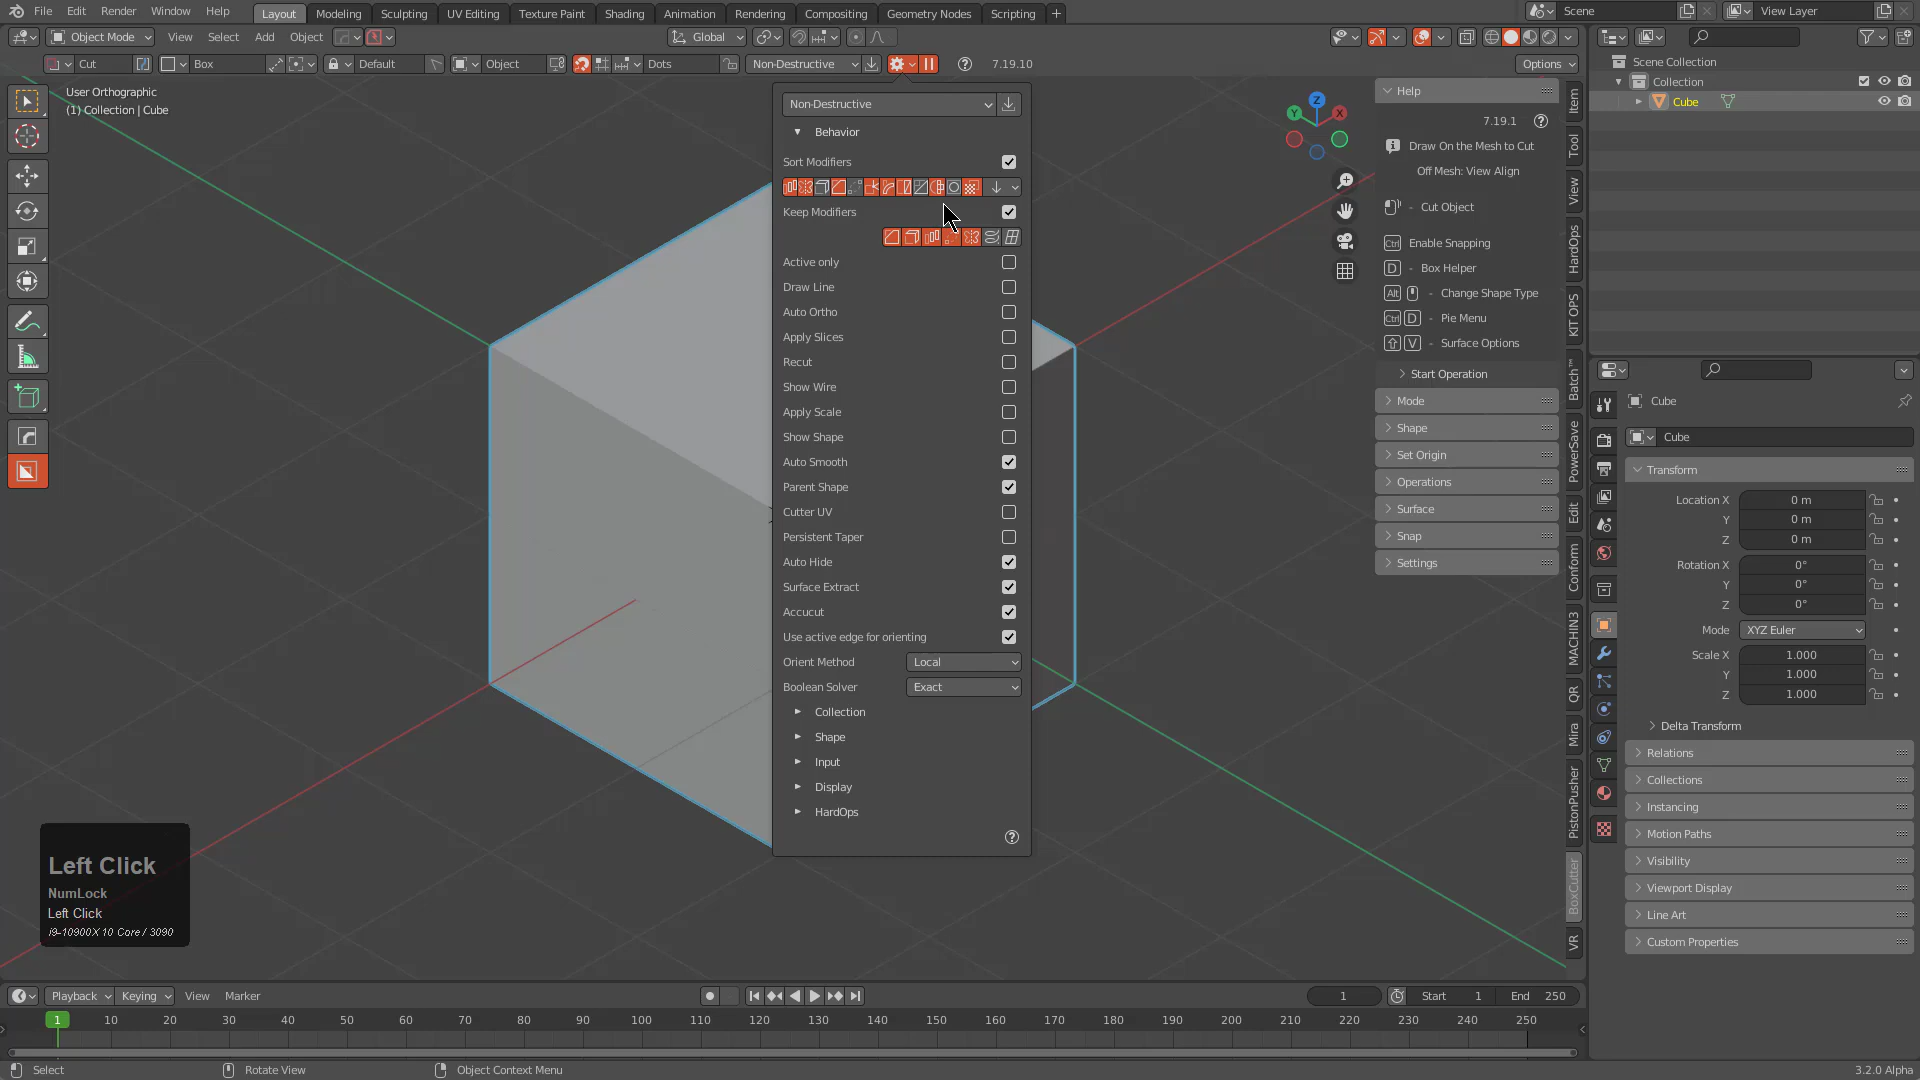 File Edit Render Window Help Layout Modeling Sculpting UV Editing Texture Paint Shading Animation Rendering Compositing Geometry Nodes Scripting + Scene View Layer
Object Mode View Select Add Object Global
Cut Box Default Object Dots Non-Destructive 7.19.10 Options
User Orthographic
(1) Collection | Cube
Non-Destructive
Behavior
Sort Modifiers
Keep Modifiers
Active only
Draw Line
Auto Ortho
Apply Slices
Recut
Show Wire
Apply Scale
Show Shape
Auto Smooth
Parent Shape
Cutter UV
Persistent Taper
Auto Hide
Surface Extract
Accucut
Use active edge for orienting
Orient Method Local
Boolean Solver Exact
Collection
Shape
Input
Display
HardOps
Z
Y
X
Help
7.19.1
Draw On the Mesh to Cut
Off Mesh: View Align
- Cut Object
Ctrl Enable Snapping
D - Box Helper
Alt - Change Shape Type
Ctrl D - Pie Menu
V - Surface Options
Start Operation
Mode
Shape
Set Origin
Operations
Surface
Snap
Settings
Item
Tool
View
HardOps
KIT OPS
Batch™
PowerSave
Edit
Conform
MACHIN3
QR
Mira
PistonPusher
BoxCutter
VR
Scene Collection
Collection
Cube
Cube
Cube
Transform
Location X 0 m
Y 0 m
Z 0 m
Rotation X 0°
Y 0°
Z 0°
Mode XYZ Euler
Scale X 1.000
Y 1.000
Z 1.000
Delta Transform
Relations
Collections
Instancing
Motion Paths
Visibility
Viewport Display
Line Art
Custom Properties
Left Click
NumLock
Left Click
i9-10900X 10 Core / 3090
Playback Keying View Marker 1 Start 1 End 250
1 10 20 30 40 50 60 70 80 90 100 110 120 130 140 150 160 170 180 190 200 210 220 230 240 250
Select Rotate View Object Context Menu 3.2.0 Alpha